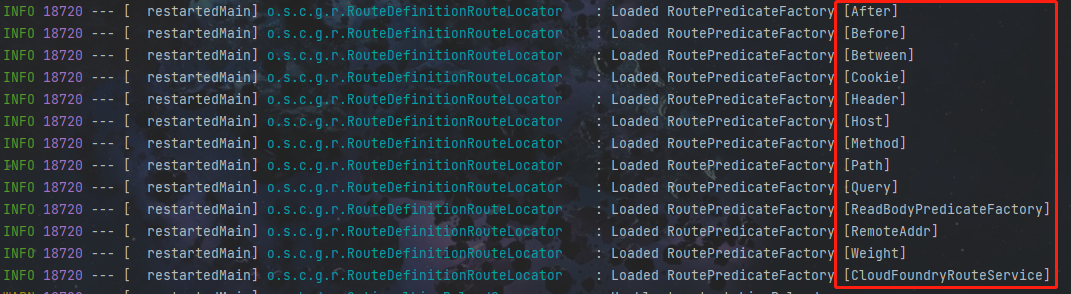 INFO 18720 --- [  restartedMain] o.s.c.g.r.RouteDefinitionRouteLocator    : Loaded RoutePredicateFactory [After]
INFO 18720 --- [  restartedMain] o.s.c.g.r.RouteDefinitionRouteLocator    : Loaded RoutePredicateFactory [Before]
INFO 18720 --- [  restartedMain] o.s.c.g.r.RouteDefinitionRouteLocator    : Loaded RoutePredicateFactory [Between]
INFO 18720 --- [  restartedMain] o.s.c.g.r.RouteDefinitionRouteLocator    : Loaded RoutePredicateFactory [Cookie]
INFO 18720 --- [  restartedMain] o.s.c.g.r.RouteDefinitionRouteLocator    : Loaded RoutePredicateFactory [Header]
INFO 18720 --- [  restartedMain] o.s.c.g.r.RouteDefinitionRouteLocator    : Loaded RoutePredicateFactory [Host]
INFO 18720 --- [  restartedMain] o.s.c.g.r.RouteDefinitionRouteLocator    : Loaded RoutePredicateFactory [Method]
INFO 18720 --- [  restartedMain] o.s.c.g.r.RouteDefinitionRouteLocator    : Loaded RoutePredicateFactory [Path]
INFO 18720 --- [  restartedMain] o.s.c.g.r.RouteDefinitionRouteLocator    : Loaded RoutePredicateFactory [Query]
INFO 18720 --- [  restartedMain] o.s.c.g.r.RouteDefinitionRouteLocator    : Loaded RoutePredicateFactory [ReadBodyPredicateFactory]
INFO 18720 --- [  restartedMain] o.s.c.g.r.RouteDefinitionRouteLocator    : Loaded RoutePredicateFactory [RemoteAddr]
INFO 18720 --- [  restartedMain] o.s.c.g.r.RouteDefinitionRouteLocator    : Loaded RoutePredicateFactory [Weight]
INFO 18720 --- [  restartedMain] o.s.c.g.r.RouteDefinitionRouteLocator    : Loaded RoutePredicateFactory [CloudFoundryRouteService]